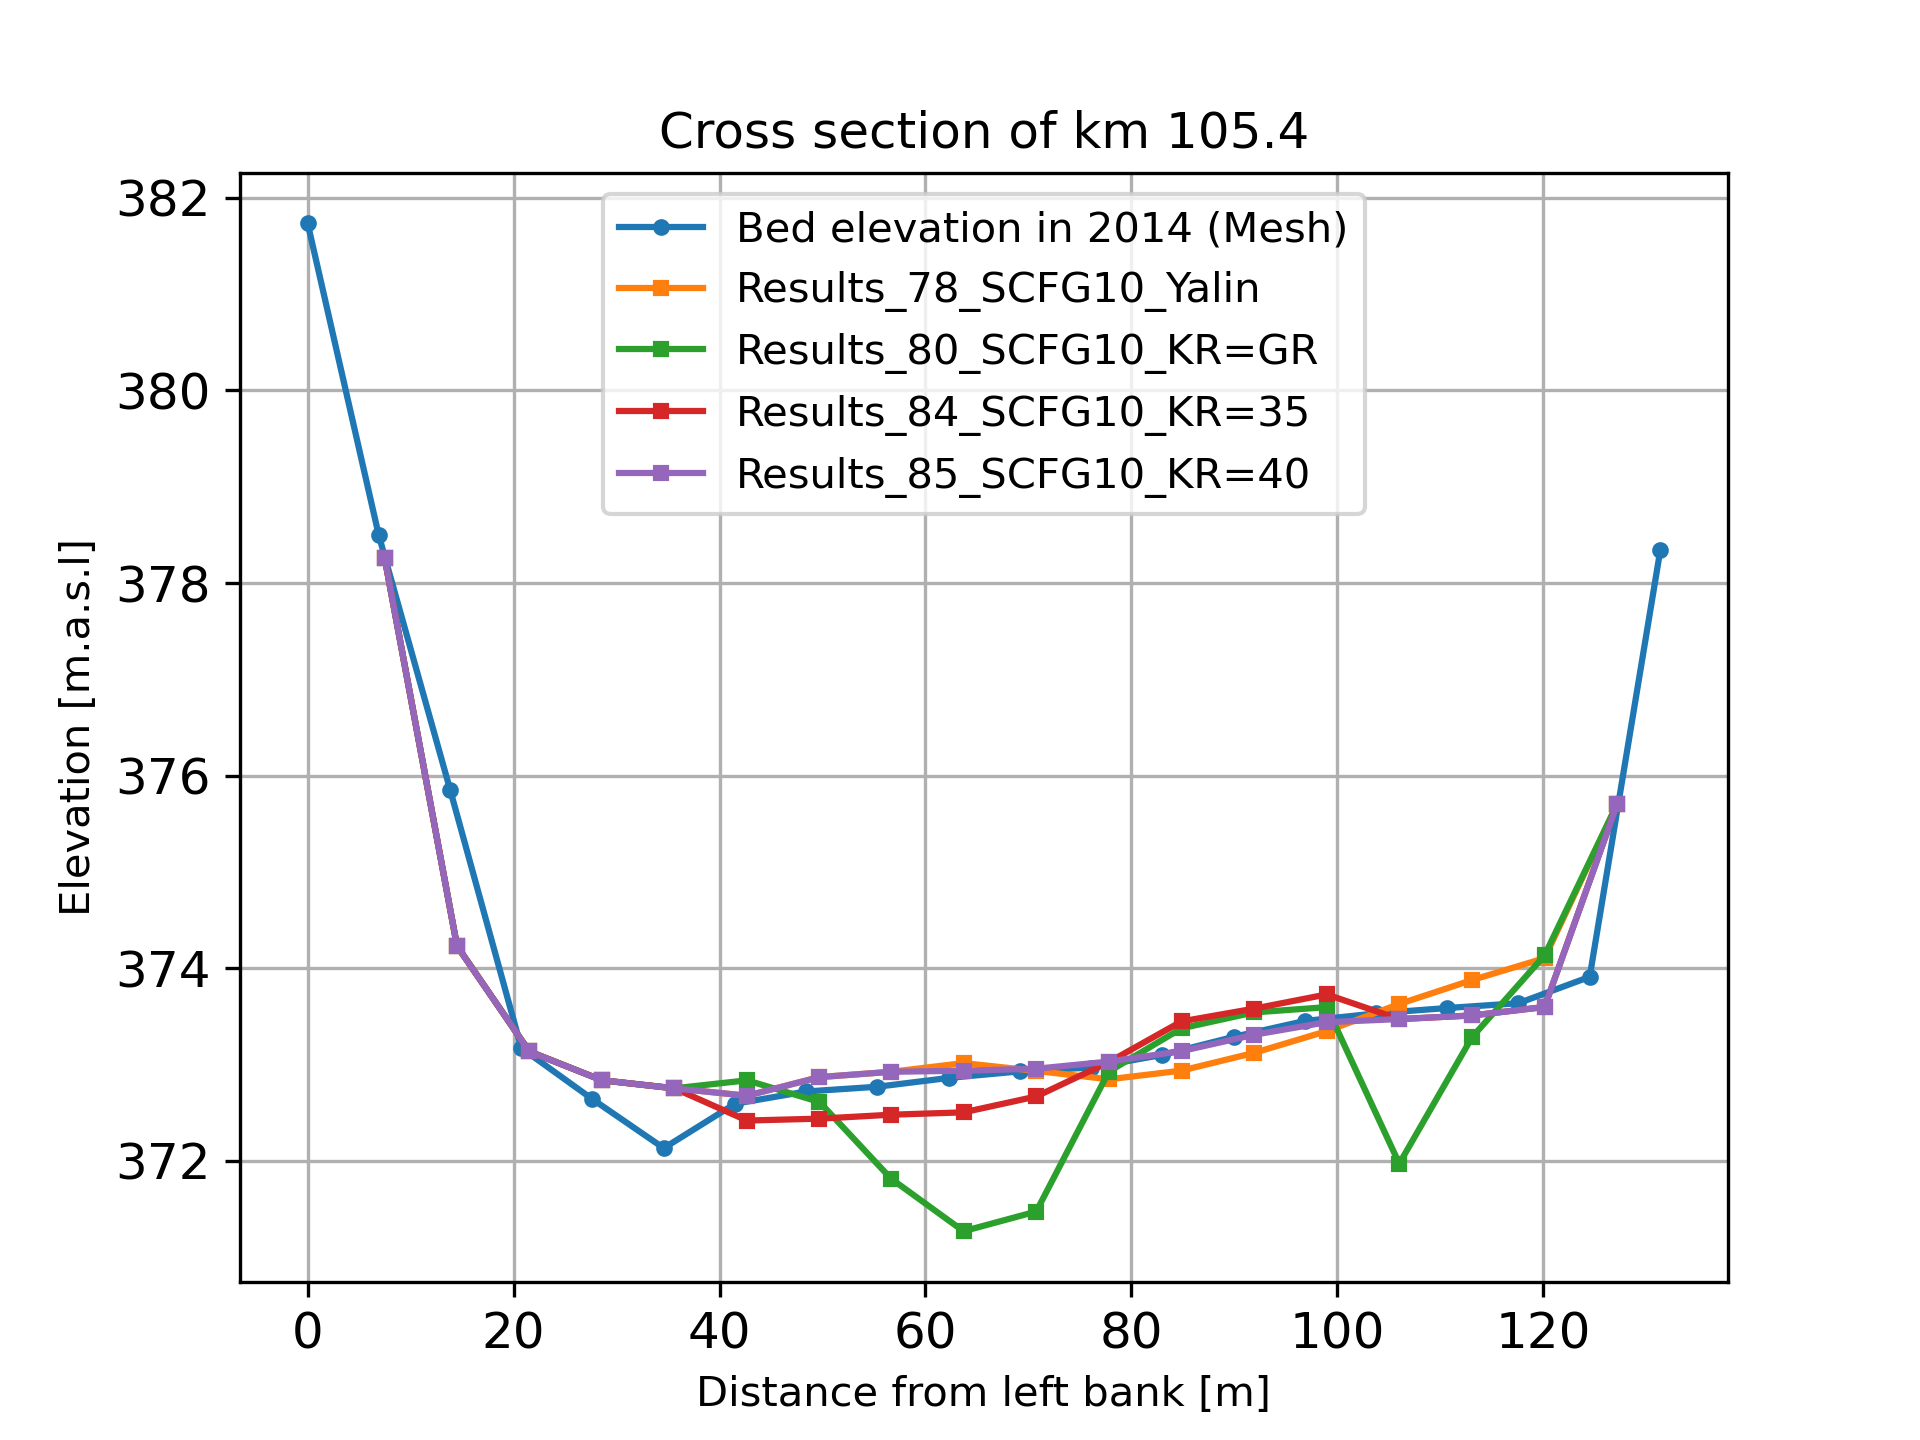 Cross section of km 105.4
Bed elevation in 2014 (Mesh)
Results_78_SCFG10_Yalin
Results_80_SCFG10_KR=GR
Results_84_SCFG10_KR=35
Results_85_SCFG10_KR=40
382
380
378
376
374
372
Elevation [m.a.s.l]
0 20 40 60 80 100 120
Distance from left bank [m]